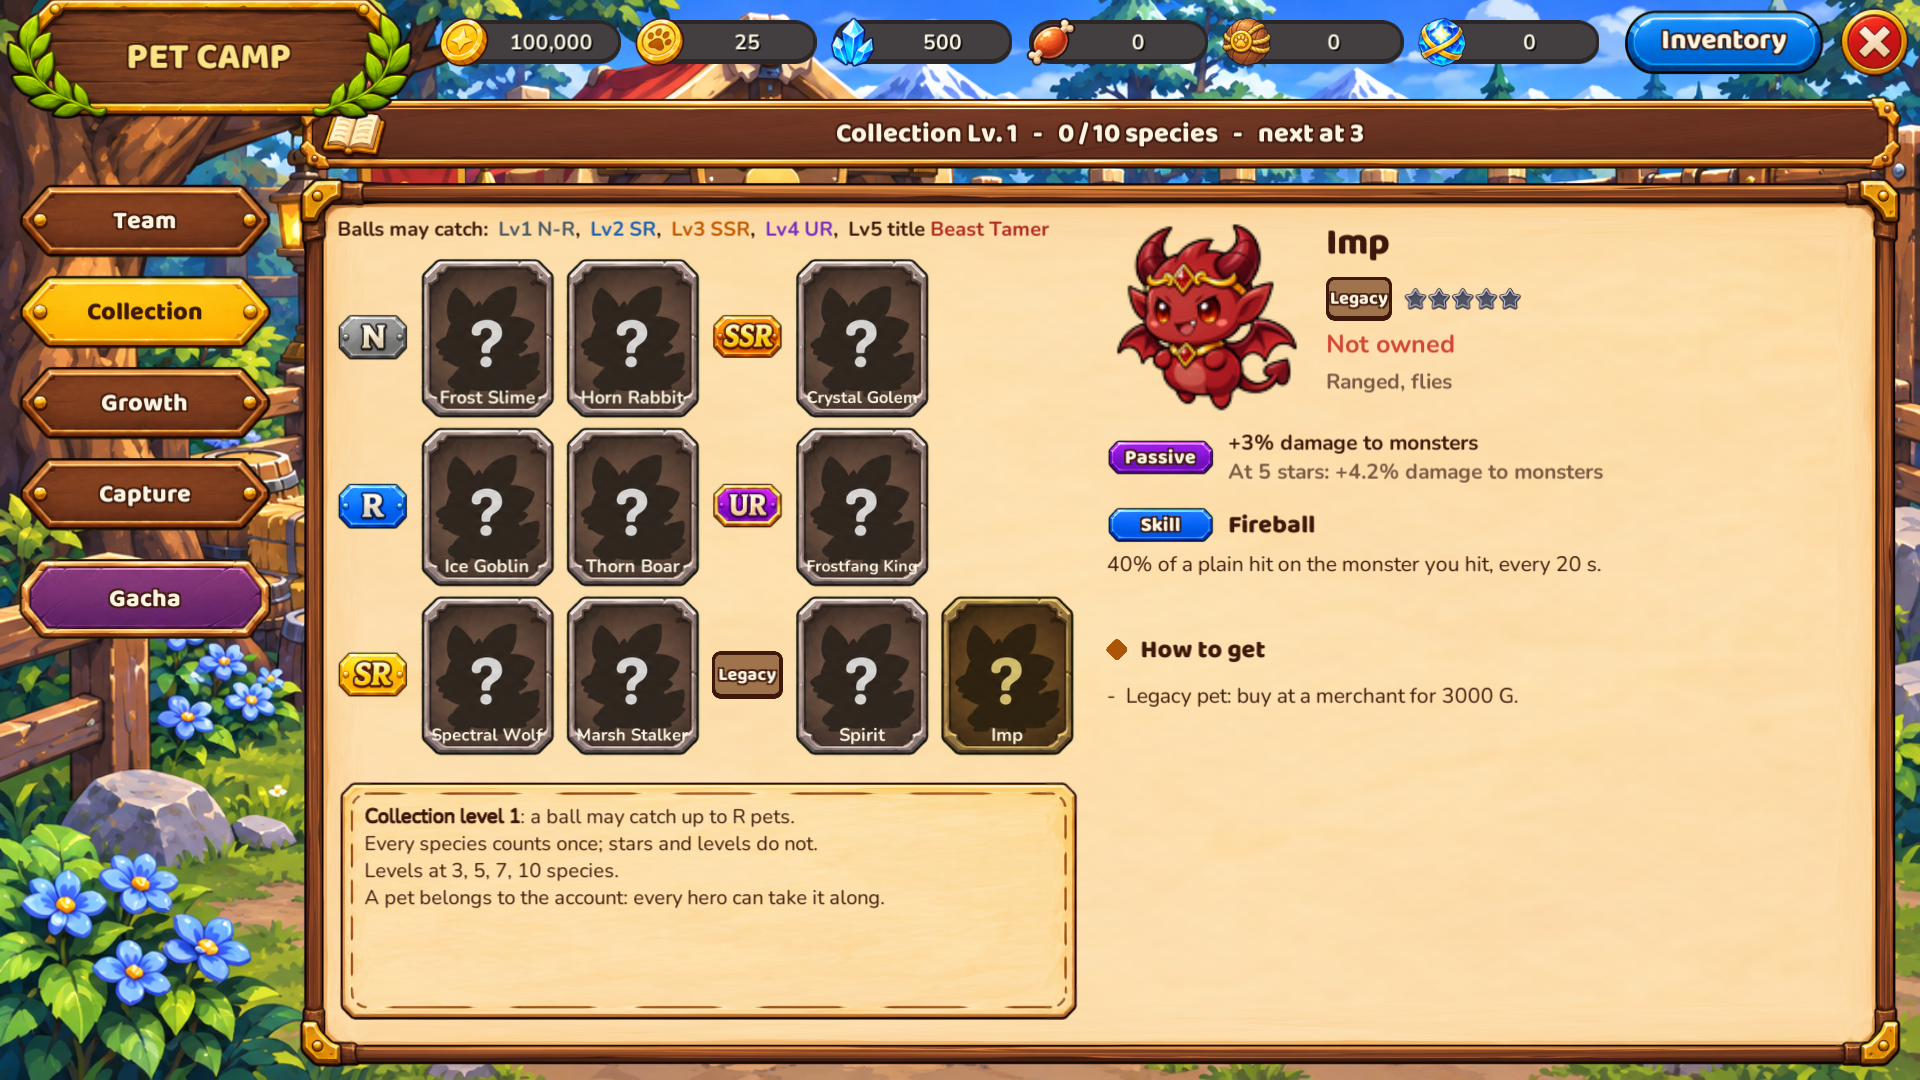 PET CAMP
100,000
25
500
0
0
0
Inventory
Collection Lv. 1 - 0 / 10 species - next at 3
Team
Collection
Growth
Capture
Gacha
Balls may catch: Lv1 N-R, Lv2 SR, Lv3 SSR, Lv4 UR, Lv5 title Beast Tamer
N
?
Frost Slime
?
Horn Rabbit
SSR
?
Crystal Golem
R
?
Ice Goblin
?
Thorn Boar
UR
?
Frostfang King
SR
?
Spectral Wolf
?
Marsh Stalker
Legacy
?
Spirit
?
Imp
Collection level 1: a ball may catch up to R pets.
Every species counts once; stars and levels do not.
Levels at 3, 5, 7, 10 species.
A pet belongs to the account: every hero can take it along.
Imp
Legacy
Not owned
Ranged, flies
Passive
+3% damage to monsters
At 5 stars: +4.2% damage to monsters
Skill
Fireball
40% of a plain hit on the monster you hit, every 20 s.
How to get
- Legacy pet: buy at a merchant for 3000 G.